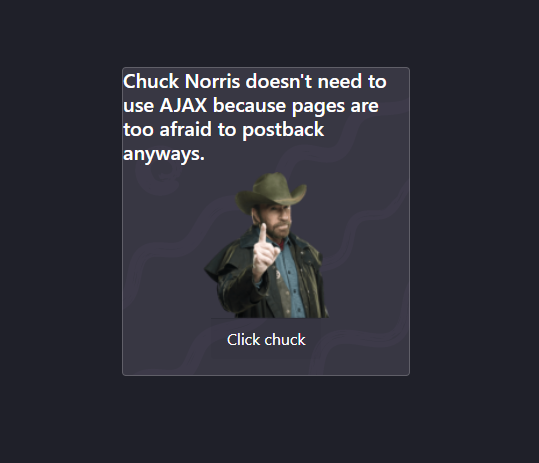 Chuck Norris doesn't need to
use AJAX because pages are
too afraid to postback
anyways.
Click chuck